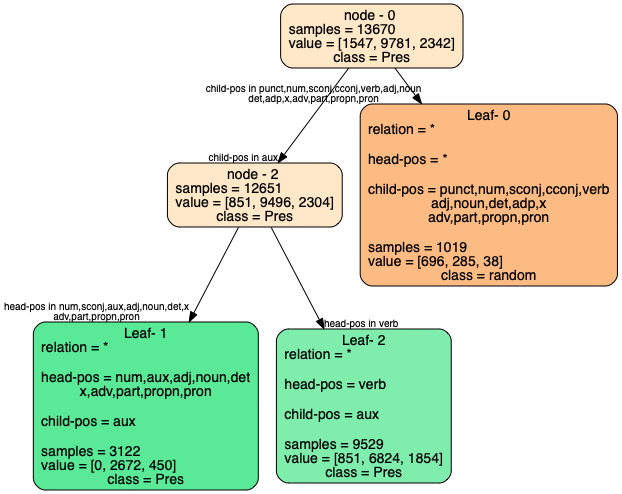 node - 0
samples = 13670
value = [1547, 9781, 2342]
class = Pres
child-pos in punct,num,sconj,cconj,verb,adj,noun
det,adp,x,adv,part,propn,pron
child-pos in aux
node - 2
samples = 12651
value = [851, 9496, 2304]
class = Pres
Leaf- 0
relation = *
head-pos = *
child-pos = punct,num,sconj,cconj,verb
adj,noun,det,adp,x
adv,part,propn,pron
samples = 1019
value = [696, 285, 38]
class = random
head-pos in num,sconj,aux,adj,noun,det,x
adv,part,propn,pron
Leaf- 1
relation = *
head-pos = num,aux,adj,noun,det
x,adv,part,propn,pron
child-pos = aux
samples = 3122
value = [0, 2672, 450]
class = Pres
head-pos in verb
Leaf- 2
relation = *
head-pos = verb
child-pos = aux
samples = 9529
value = [851, 6824, 1854]
class = Pres